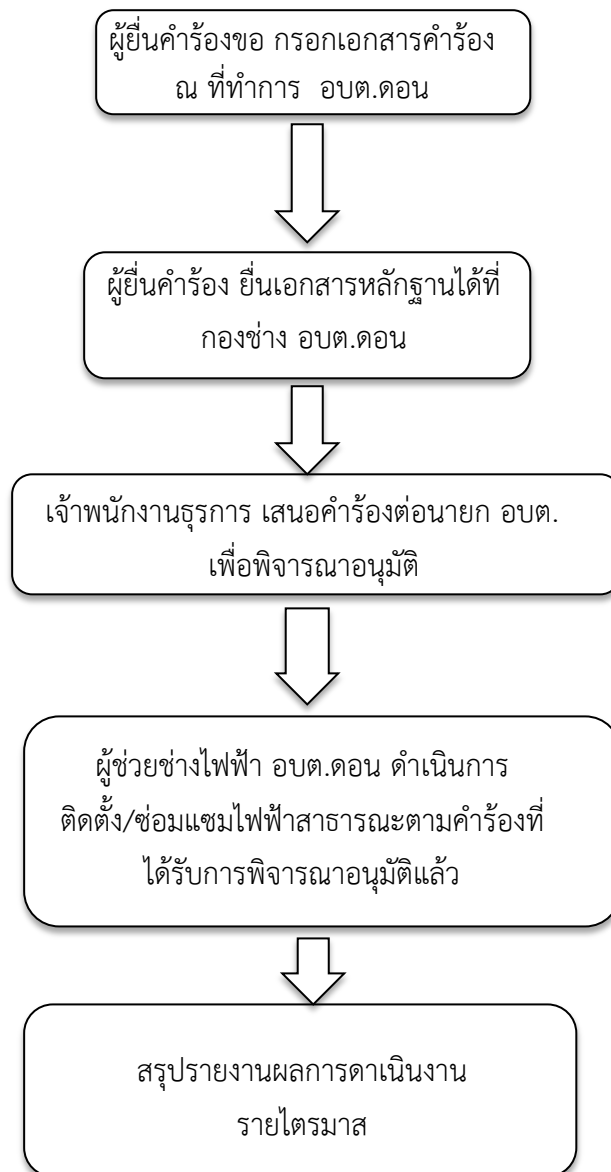 ผู้ยื่นคำร้องขอ กรอกเอกสารคำร้อง
ณ ที่ทำการ อบต.ดอน
ผู้ยื่นคำร้อง ยื่นเอกสารหลักฐานได้ที่
กองช่าง อบต.ดอน
เจ้าพนักงานธุรการ เสนอคำร้องต่อนายก อบต.
เพื่อพิจารณาอนุมัติ
ผู้ช่วยช่างไฟฟ้า อบต.ดอน ดำเนินการ
ติดตั้ง/ซ่อมแซมไฟฟ้าสาธารณะตามคำร้องที่
ได้รับการพิจารณาอนุมัติแล้ว
สรุปรายงานผลการดาเนินงาน
รายไตรมาส